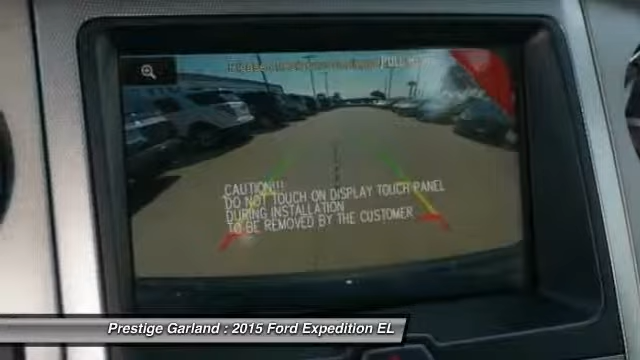 PULL
CAUTION!!!
DO NOT TOUCH ON DISPLAY TOUCH PANEL
DURING INSTALLATION
TO BE REMOVED BY THE CUSTOMER
Prestige Garland : 2015 Ford Expedition EL